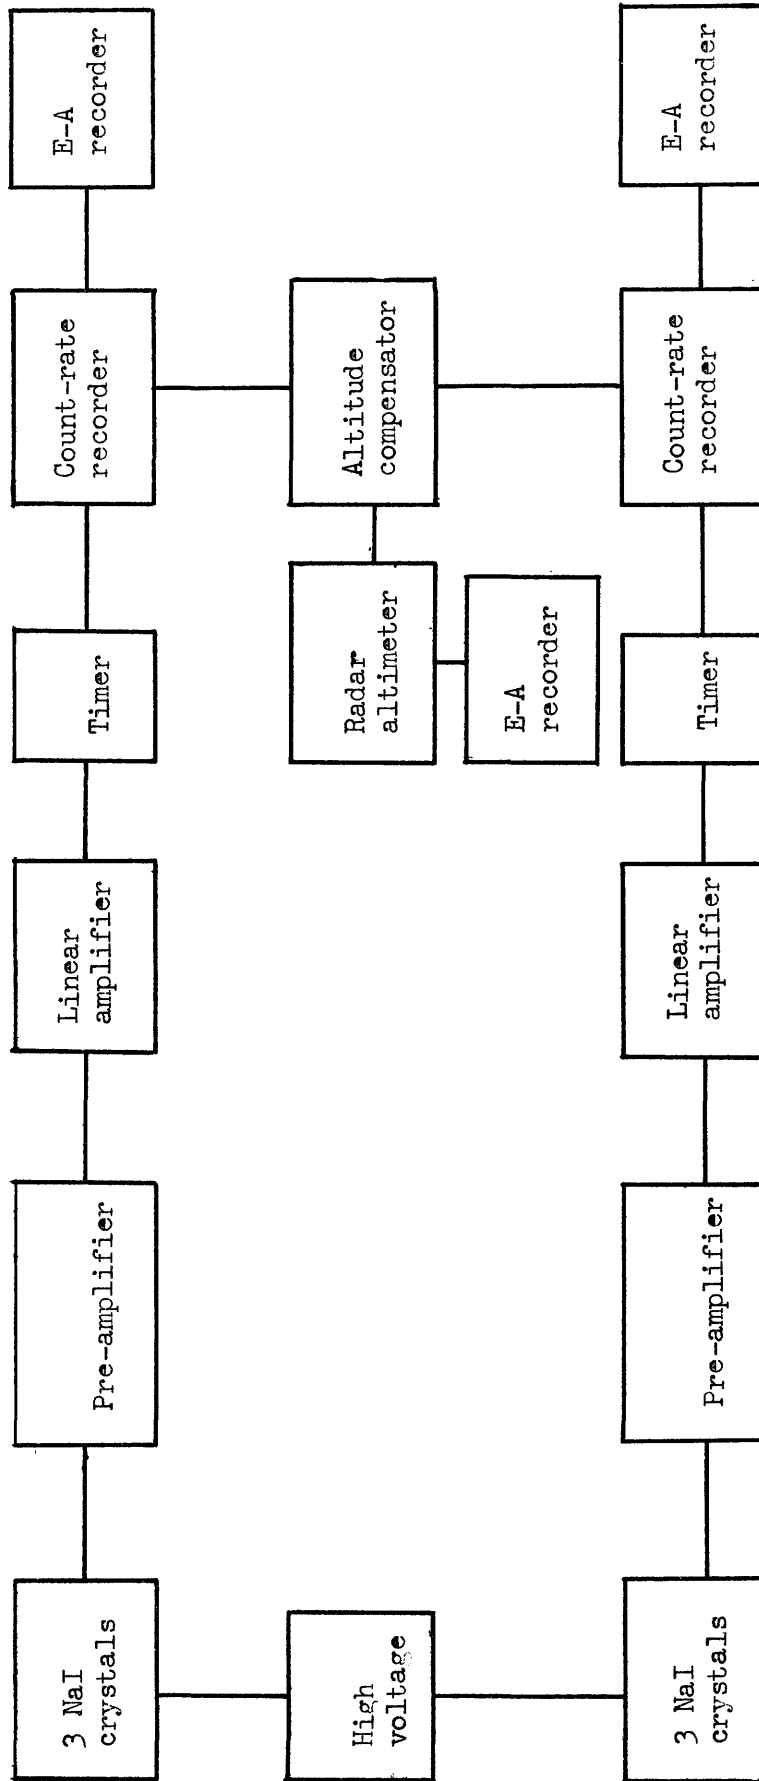 3 NaI
crystals
Pre-amplifier
Linear
amplifier
Timer
Count-rate
recorder
E-A
recorder
High
voltage
Radar
altimeter
Altitude
compensator
E-A
recorder
3 NaI
crystals
Pre-amplifier
Linear
amplifier
Timer
Count-rate
recorder
E-A
recorder